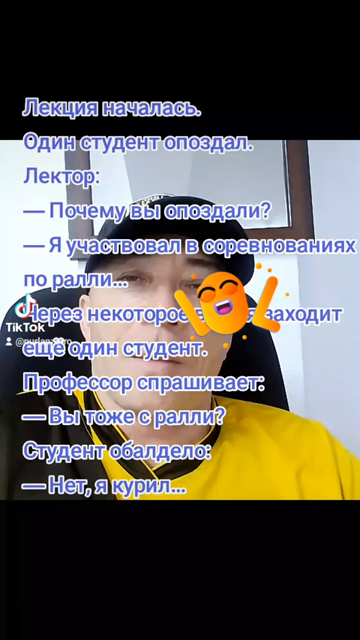 Лекция началась.
Один студент опоздал.
Лектор:
— Почему вы опоздали?
— Я участвовал в соревнованиях
по ралли...
Через некоторое заходит
ещё один студент.
Профессор спрашивает:
— Вы тоже с ралли?
Студент обалдело:
— Нет, я курил...
TikTok